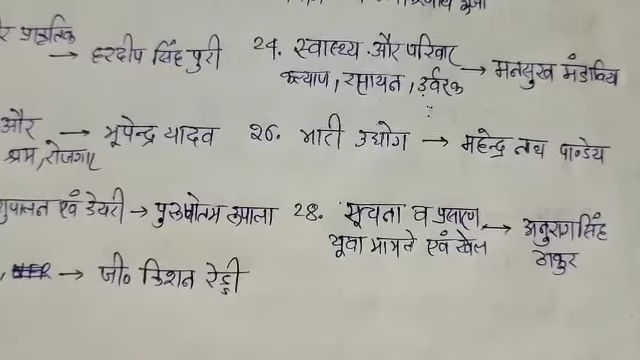 र प्राकृतिक
→ हरदीप सिंह पुरी 24. स्वास्थ्य और परिवार → मनसुख मंडाविय
कल्याण, रसायन, उर्वरक
और → भूपेन्द्र यादव 26. भारी उद्योग → महेन्द्र नाथ पाण्डेय
श्रम, रोजगार
शुपालन एवं डेयरी → पुरुषोतम रूपाला 28. सूचना व प्रसारण → अनुराग सिंह
युवा मामले एवं खेल ठाकुर
→ जी० किशन रेड्डी